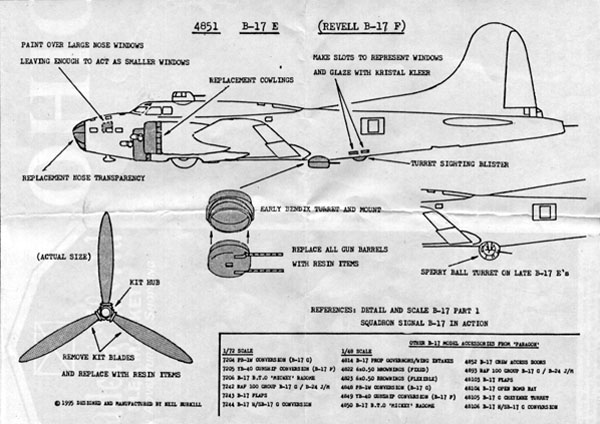 4851 B-17 E (REVELL B-17 F)
PAINT OVER LARGE NOSE WINDOWS
LEAVING ENOUGH TO ACT AS SMALLER WINDOWS
REPLACEMENT COWLINGS
MAKE SLOTS TO REPRESENT WINDOWS
AND GLAZE WITH KRISTAL KLEER
REPLACEMENT NOSE TRANSPARENCY
TURRET SIGHTING BLISTER
EARLY BENDIX TURRET AND MOUNT
REPLACE ALL GUN BARRELS
WITH RESIN ITEMS
SPERRY BALL TURRET ON LATE B-17 E's
(ACTUAL SIZE)
KIT HUB
REMOVE KIT BLADES
AND REPLACE WITH RESIN ITEMS
REFERENCES: DETAIL AND SCALE B-17 PART 1
SQUADRON SIGNAL B-17 IN ACTION
OTHER B-17 MODEL ACCESSORIES FROM 'PARAGON'
1/72 SCALE
7204 PB-1W CONVERSION (B-17 G)
7205 YB-40 GUNSHIP CONVERSION (B-17 F)
7206 B-17 B.T.O 'MICKEY' RADOME
7242 RAF 100 GROUP B-17 G / B-24 J/M
7243 B-17 FLAPS
7244 B-17 H/SB-17 G CONVERSION
1/48 SCALE
4814 B-17 PROP GOVERNORS/WING INTAKES
4822 6x0.50 BROWNINGS (FIXED)
4823 6x0.50 BROWNINGS (FLEXIBLE)
4848 PB-1W CONVERSION (B-17 G)
4849 YB-40 GUNSHIP CONVERSION (B-17 F)
4850 B-17 B.T.O 'MICKEY' RADOME
4852 B-17 CREW ACCESS DOORS
4893 RAF 100 GROUP B-17 G / B-24 J/M
48103 B-17 FLAPS
48104 B-17 OPEN BOMB BAY
48105 B-17 G CHEYENNE TURRET
48106 B-17 H/SB-17 G CONVERSION
© 1995 DESIGNED AND MANUFACTURED BY NEIL BURKILL